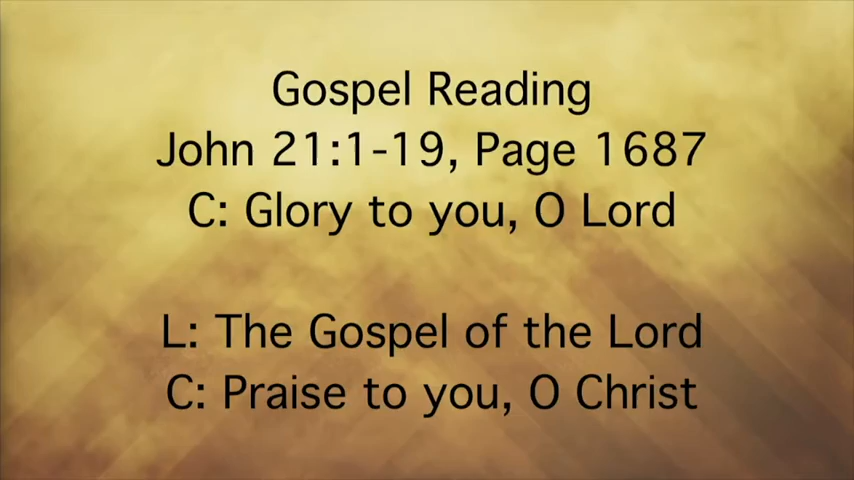 Gospel Reading
John 21:1-19, Page 1687
C: Glory to you, O Lord
L: The Gospel of the Lord
C: Praise to you, O Christ